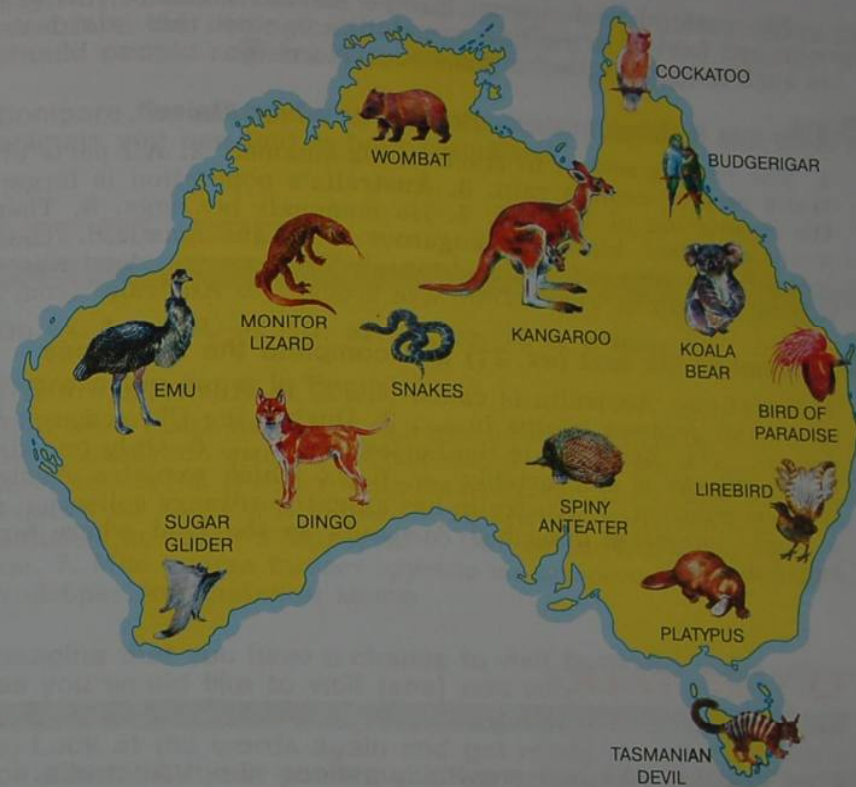 COCKATOO
WOMBAT
BUDGERIGAR
MONITOR
LIZARD
KANGAROO
KOALA
BEAR
EMU
SNAKES
BIRD OF
PARADISE
SUGAR
GLIDER
DINGO
SPINY
ANTEATER
LIREBIRD
PLATYPUS
TASMANIAN
DEVIL